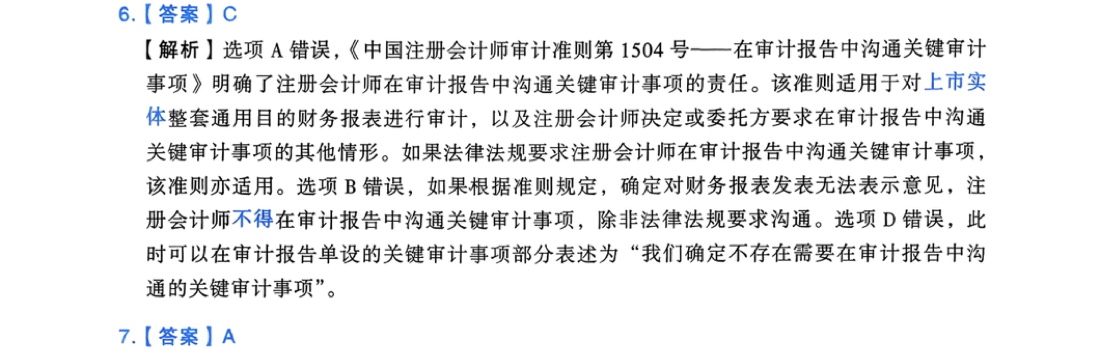 6.【答案】C
【解析】选项 A 错误，《中国注册会计师审计准则第 1504 号——在审计报告中沟通关键审计
事项》明确了注册会计师在审计报告中沟通关键审计事项的责任。该准则适用于对上市实
体整套通用目的财务报表进行审计，以及注册会计师决定或委托方要求在审计报告中沟通
关键审计事项的其他情形。如果法律法规要求注册会计师在审计报告中沟通关键审计事项，
该准则亦适用。选项 B 错误，如果根据准则规定，确定对财务报表发表无法表示意见，注
册会计师不得在审计报告中沟通关键审计事项，除非法律法规要求沟通。选项 D 错误，此
时可以在审计报告单设的关键审计事项部分表述为“我们确定不存在需要在审计报告中沟
通的关键审计事项”。
7.【答案】A